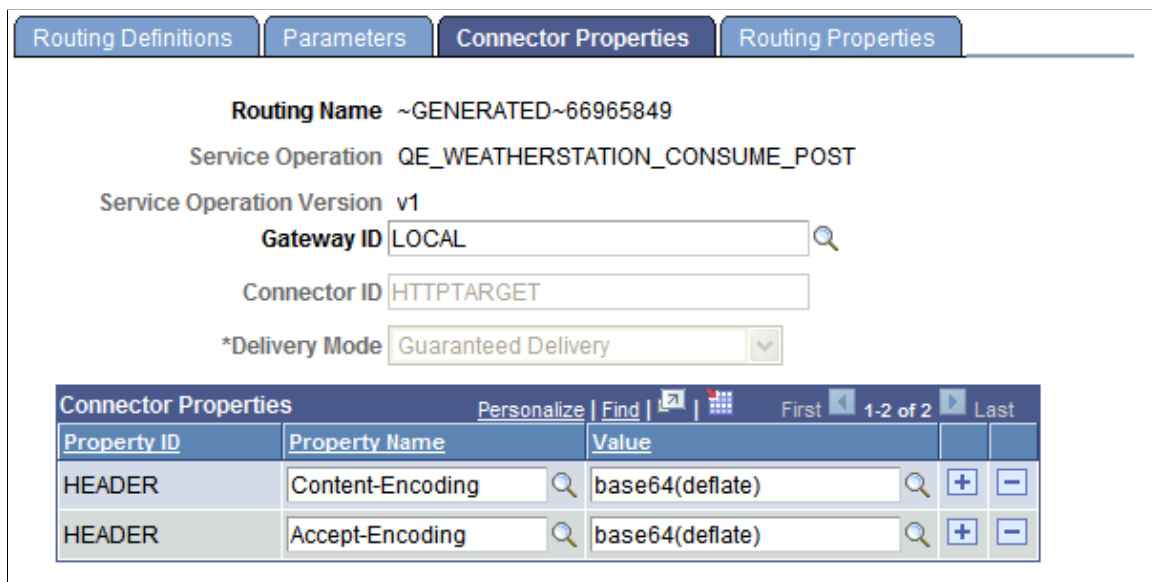 Routing Definitions Parameters Connector Properties Routing Properties
Routing Name ~GENERATED~66965849
Service Operation QE_WEATHERSTATION_CONSUME_POST
Service Operation Version v1
Gateway ID LOCAL
Connector ID HTTPTARGET
*Delivery Mode Guaranteed Delivery
Connector Properties Personalize | Find | | First 1-2 of 2 Last
Property ID Property Name Value
HEADER Content-Encoding base64(deflate)
HEADER Accept-Encoding base64(deflate)